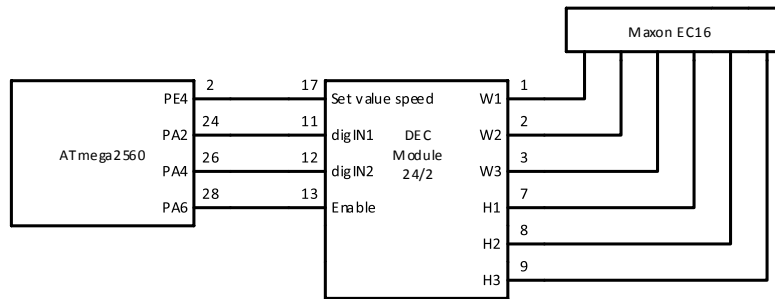 Maxon EC16
2 17 1
PE4 Set value speed W1
24 11 2
PA2 digIN1 DEC W2
ATmega2560 Module
26 12 3
PA4 digIN2 24/2 W3
28 13 7
PA6 Enable H1
8
H2
9
H3